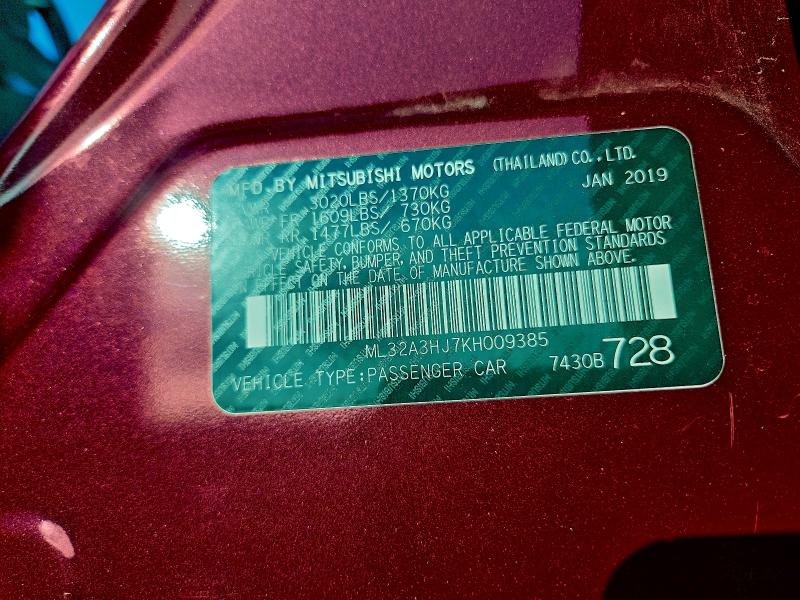 MFD. BY MITSUBISHI MOTORS (THAILAND) CO.,LTD.
JAN 2019
3020LBS/1370KG
FR 1609LBS/ 730KG
RR 1477LBS/ 670KG
VEHICLE CONFORMS TO ALL APPLICABLE FEDERAL MOTOR
VEHICLE SAFETY, BUMPER, AND THEFT PREVENTION STANDARDS
EFFECT ON THE DATE OF MANUFACTURE SHOWN ABOVE.
ML32A3HJ7KH009385
VEHICLE TYPE:PASSENGER CAR 7430B 728